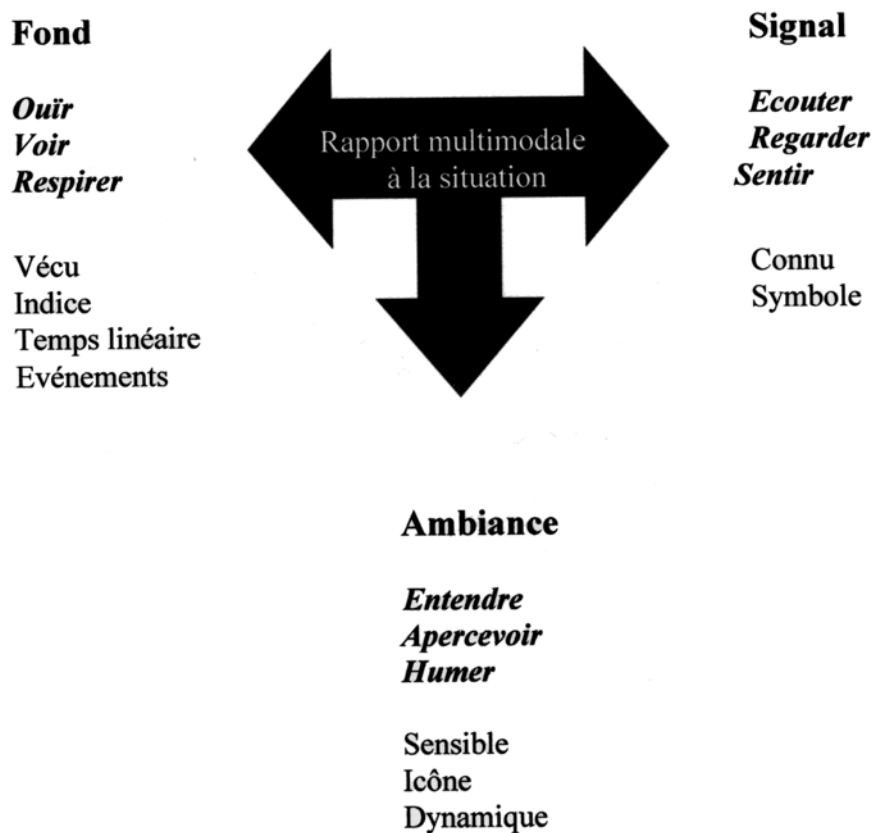 Fond
Ouïr
Voir
Respirer
Vécu
Indice
Temps linéaire
Evénements
Rapport multimodale
à la situation
Signal
Ecouter
Regarder
Sentir
Connu
Symbole
Ambiance
Entendre
Apercevoir
Humer
Sensible
Icône
Dynamique